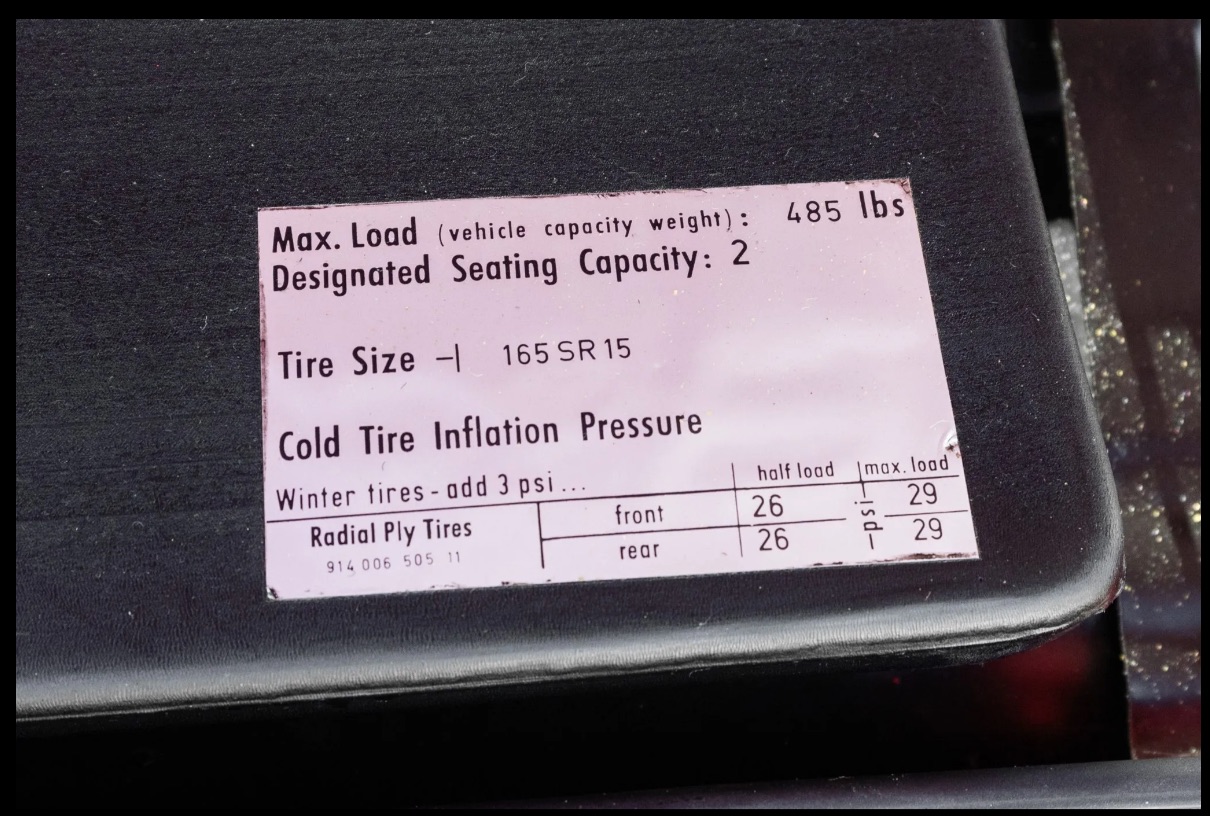 Max. Load (vehicle capacity weight): 485 lbs
Designated Seating Capacity: 2
Tire Size -| 165 SR 15
Cold Tire Inflation Pressure
Winter tires - add 3 psi... half load max. load
Radial Ply Tires front 26 -psi- 29
914 006 505 11 rear 26 29